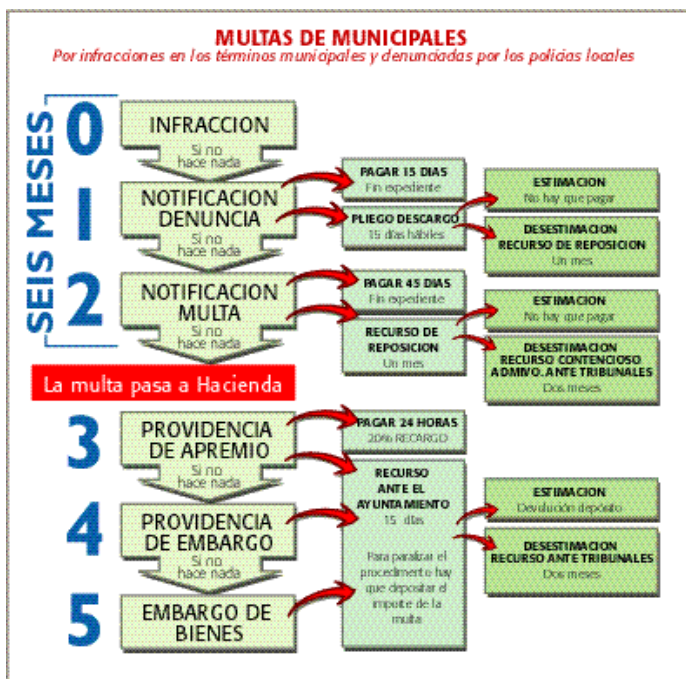 MULTAS DE MUNICIPALES
Por infracciones en los términos municipales y denunciadas por los policias locales
SEIS MESES
0
INFRACCION
Si no
hace nada
1
NOTIFICACION
DENUNCIA
Si no
hace nada
PAGAR 15 DIAS
Fin expediente
PLIEGO DESCARGO
15 días hábiles
ESTIMACION
No hay que pagar
DESESTIMACION
RECURSO DE REPOSICION
Un mes
2
NOTIFICACION
MULTA
Si no
hace nada
PAGAR 45 DIAS
Fin expediente
RECURSO DE
REPOSICION
Un mes
ESTIMACION
No hay que pagar
DESESTIMACION
RECURSO CONTENCIOSO
ADMIVO. ANTE TRIBUNALES
Dos meses
La multa pasa a Hacienda
3
PROVIDENCIA
DE APREMIO
Si no
hace nada
PAGAR 24 HORAS
20% RECARGO
4
PROVIDENCIA
DE EMBARGO
Si no
hace nada
RECURSO
ANTE EL
AYUNTAMIENTO
15 días
Para paralizar el
procedimento hay
que depositar el
importe de la
multa
ESTIMACION
Devolución depósito
DESESTIMACION
RECURSO ANTE TRIBUNALES
Dos meses
5
EMBARGO DE
BIENES